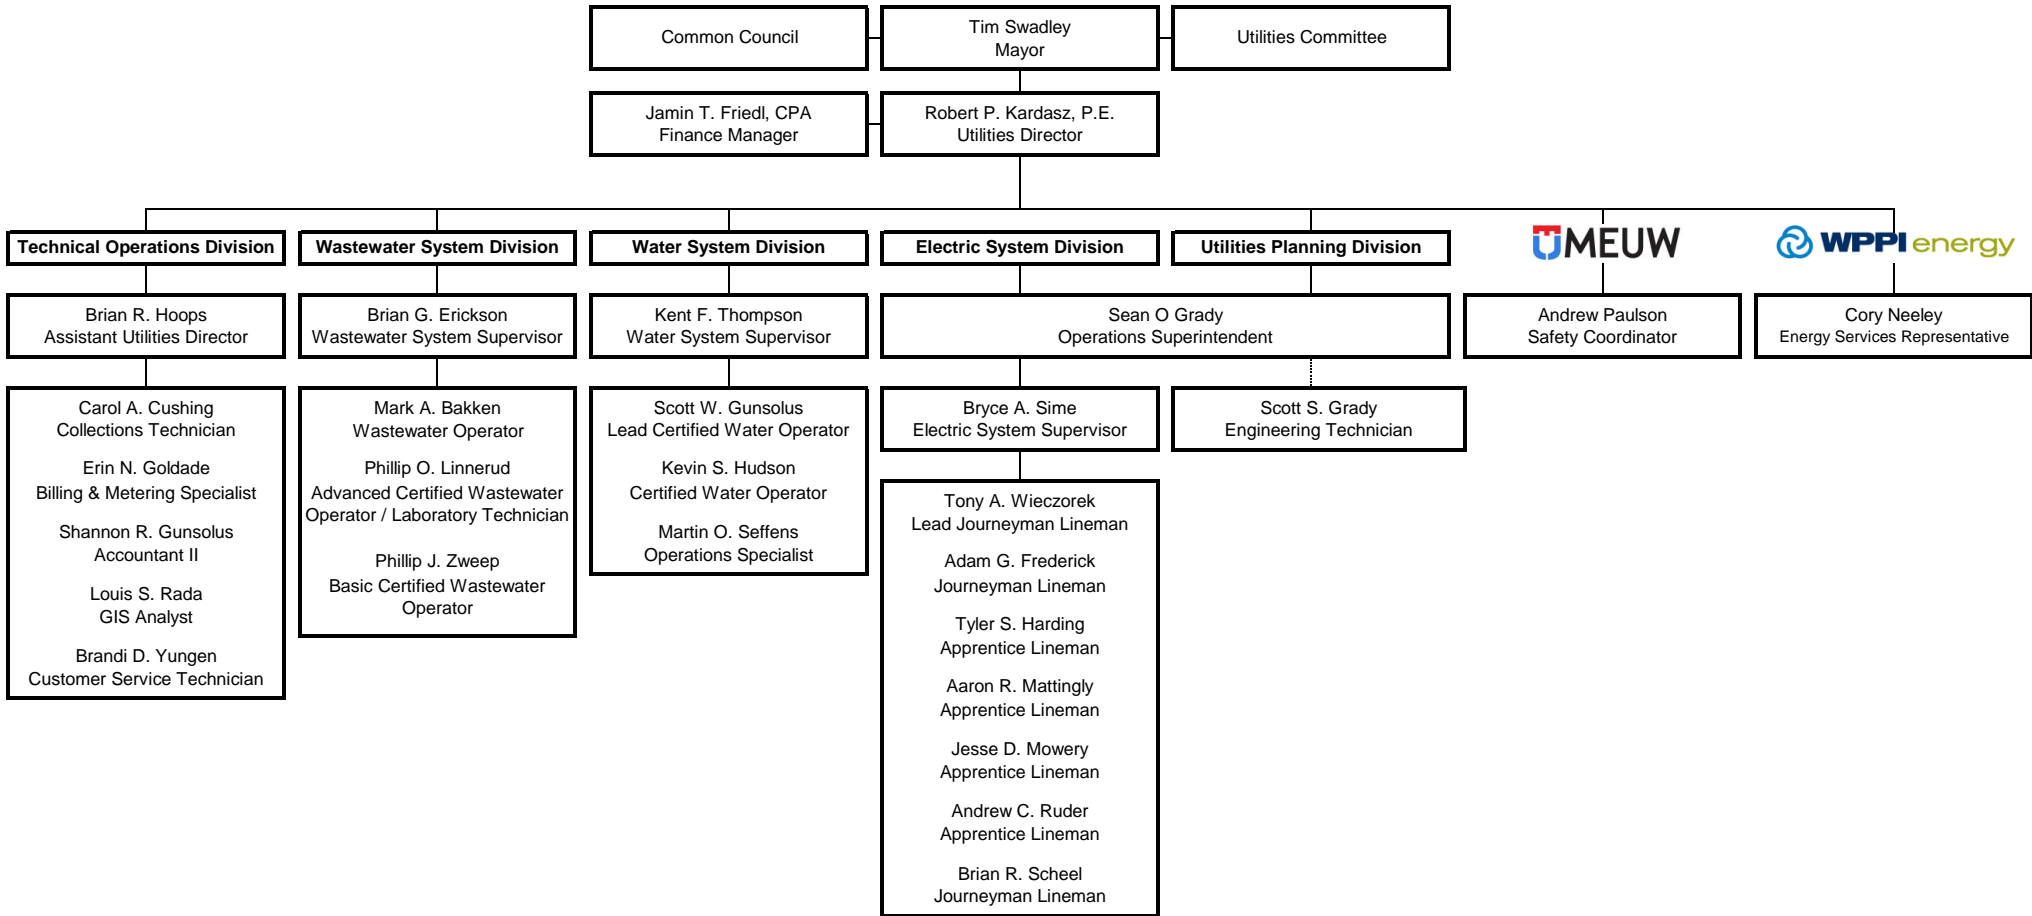 Common Council
Tim Swadley
Mayor
Utilities Committee
Jamin T. Friedl, CPA
Finance Manager
Robert P. Kardasz, P.E.
Utilities Director
Technical Operations Division
Wastewater System Division
Water System Division
Electric System Division
Utilities Planning Division
MEUW
WPPI energy
Brian R. Hoops
Assistant Utilities Director
Brian G. Erickson
Wastewater System Supervisor
Kent F. Thompson
Water System Supervisor
Sean O Grady
Operations Superintendent
Andrew Paulson
Safety Coordinator
Cory Neeley
Energy Services Representative
Carol A. Cushing
Collections Technician
Erin N. Goldade
Billing & Metering Specialist
Shannon R. Gunsolus
Accountant II
Louis S. Rada
GIS Analyst
Brandi D. Yungen
Customer Service Technician
Mark A. Bakken
Wastewater Operator
Phillip O. Linnerud
Advanced Certified Wastewater
Operator / Laboratory Technician
Phillip J. Zweep
Basic Certified Wastewater
Operator
Scott W. Gunsolus
Lead Certified Water Operator
Kevin S. Hudson
Certified Water Operator
Martin O. Seffens
Operations Specialist
Bryce A. Sime
Electric System Supervisor
Scott S. Grady
Engineering Technician
Tony A. Wieczorek
Lead Journeyman Lineman
Adam G. Frederick
Journeyman Lineman
Tyler S. Harding
Apprentice Lineman
Aaron R. Mattingly
Apprentice Lineman
Jesse D. Mowery
Apprentice Lineman
Andrew C. Ruder
Apprentice Lineman
Brian R. Scheel
Journeyman Lineman